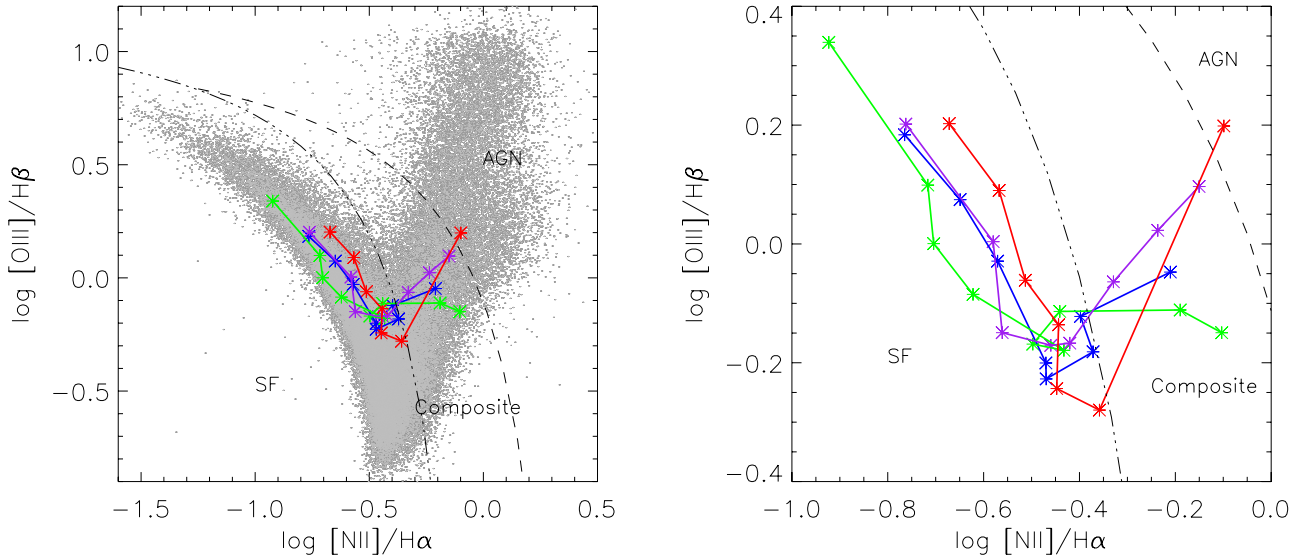 1.0
0.5
0.0
−0.5
log [OIII]/Hβ
AGN
SF
Composite
−1.5 −1.0 −0.5 0.0 0.5
log [NII]/Hα
0.4
0.2
0.0
−0.2
−0.4
log [OIII]/Hβ
AGN
SF
Composite
−1.0 −0.8 −0.6 −0.4 −0.2 0.0
log [NII]/Hα